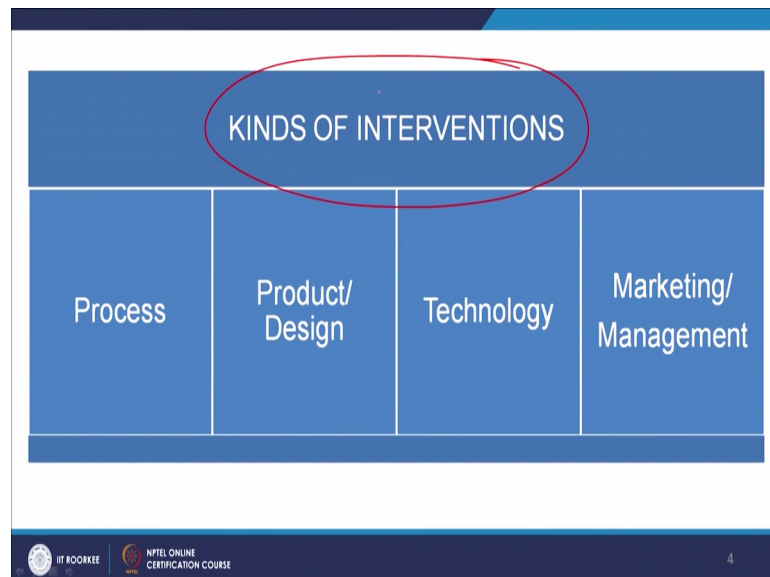 KINDS OF INTERVENTIONS
Process
Product/
Design
Technology
Marketing/
Management
IIT ROORKEE
NPTEL ONLINE
CERTIFICATION COURSE
4